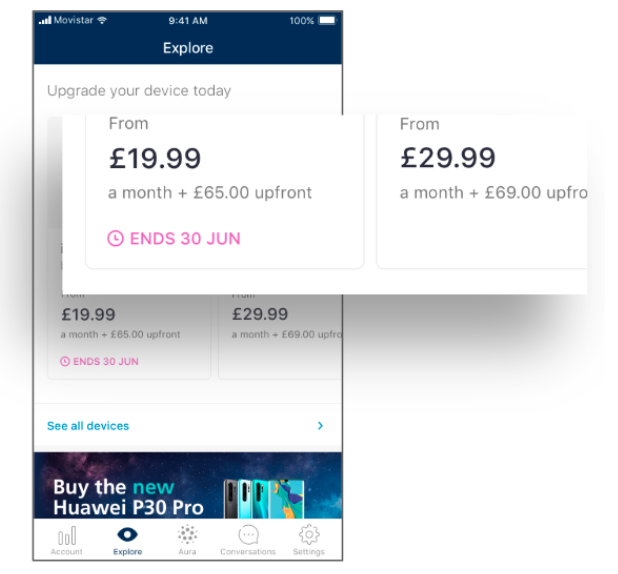 Movistar
9:41 AM
100%
Explore
Upgrade your device today
From
£19.99
a month + £65.00 upfront
ENDS 30 JUN
From
£29.99
a month + £69.00 upfro
From
£19.99
a month + £65.00 upfront
ENDS 30 JUN
From
£29.99
a month + £69.00 upfro
See all devices
Buy the new
Huawei P30 Pro
Account
Explore
Aura
Conversations
Settings